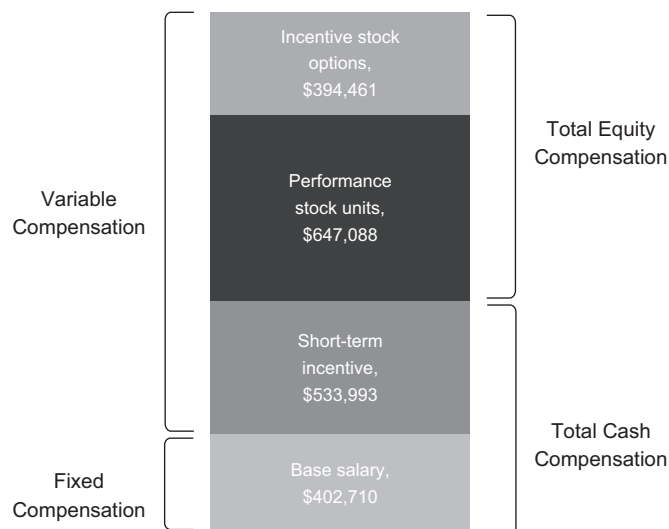 Incentive stock
options,
$394,461
Total Equity
Compensation
Performance
stock units,
$647,088
Variable
Compensation
Short-term
incentive,
$533,993
Total Cash
Compensation
Base salary,
$402,710
Fixed
Compensation